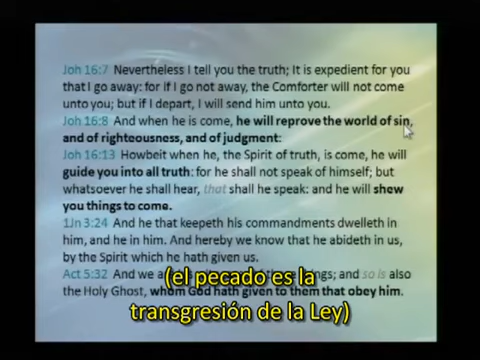 Joh 16:7 Nevertheless I tell you the truth; It is expedient for you
that I go away: for if I go not away, the Comforter will not come
unto you; but if I depart, I will send him unto you.
Joh 16:8 And when he is come, he will reprove the world of sin,
and of righteousness, and of judgment:
Joh 16:13 Howbeit when he, the Spirit of truth, is come, he will
guide you into all truth: for he shall not speak of himself; but
whatsoever he shall hear, that shall he speak: and he will shew
you things to come.
1Jn 3:24 And he that keepeth his commandments dwelleth in
him, and he in him. And hereby we know that he abideth in us,
by the Spirit which he hath given us.
Act 5:32 And we a ings; and so is also
the Holy Ghost, whom God hath given to them that obey him.
(el pecado es la
transgresión de la Ley)